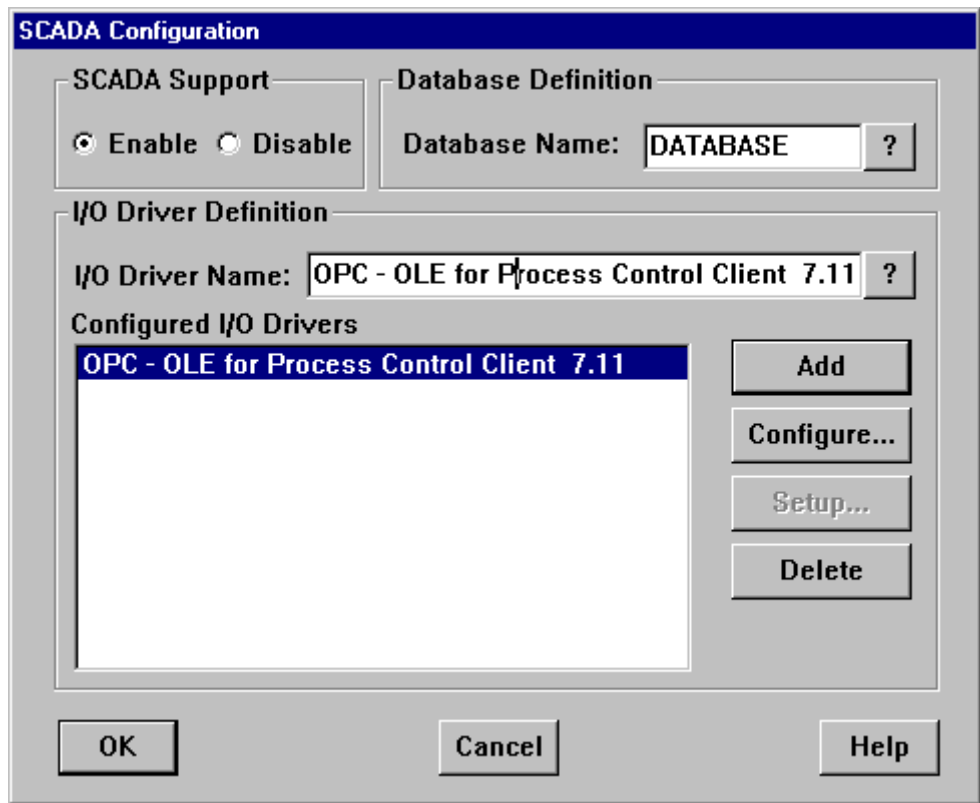 SCADA Configuration
SCADA Support
Enable Disable
Database Definition
Database Name: DATABASE ?
I/O Driver Definition
I/O Driver Name: OPC - OLE for Process Control Client 7.11 ?
Configured I/O Drivers
OPC - OLE for Process Control Client 7.11
Add
Configure...
Setup...
Delete
OK Cancel Help